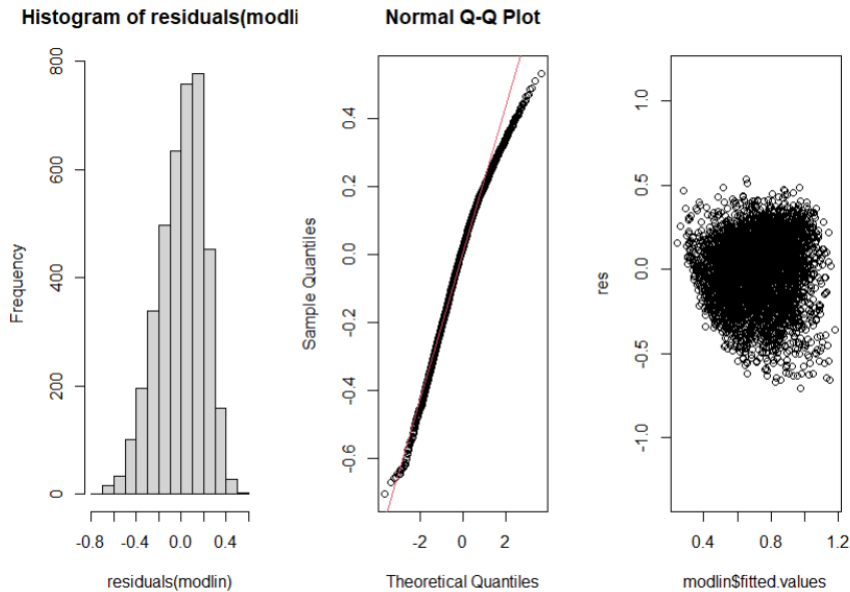 Histogram of residuals(modli
Frequency
0 200 400 600 800
-0.8 -0.4 0.0 0.4
residuals(modlin)
Normal Q-Q Plot
Sample Quantiles
-0.6 -0.4 -0.2 0.0 0.2 0.4
-2 0 2
Theoretical Quantiles
res
-1.0 -0.5 0.0 0.5 1.0
0.4 0.8 1.2
modlin$fitted.values